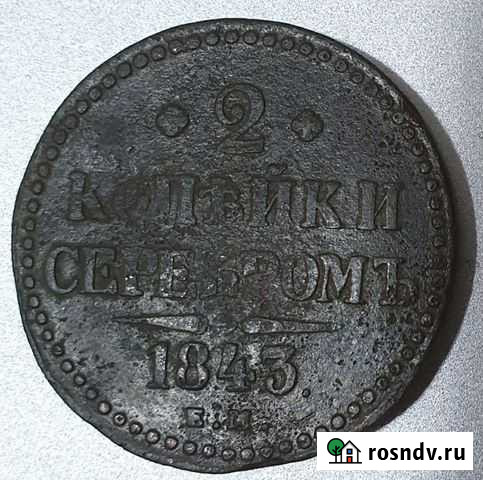 2
КОПѢЙКИ
СЕРЕБРОМЪ
1843.
Е.М.
rosndv.ru